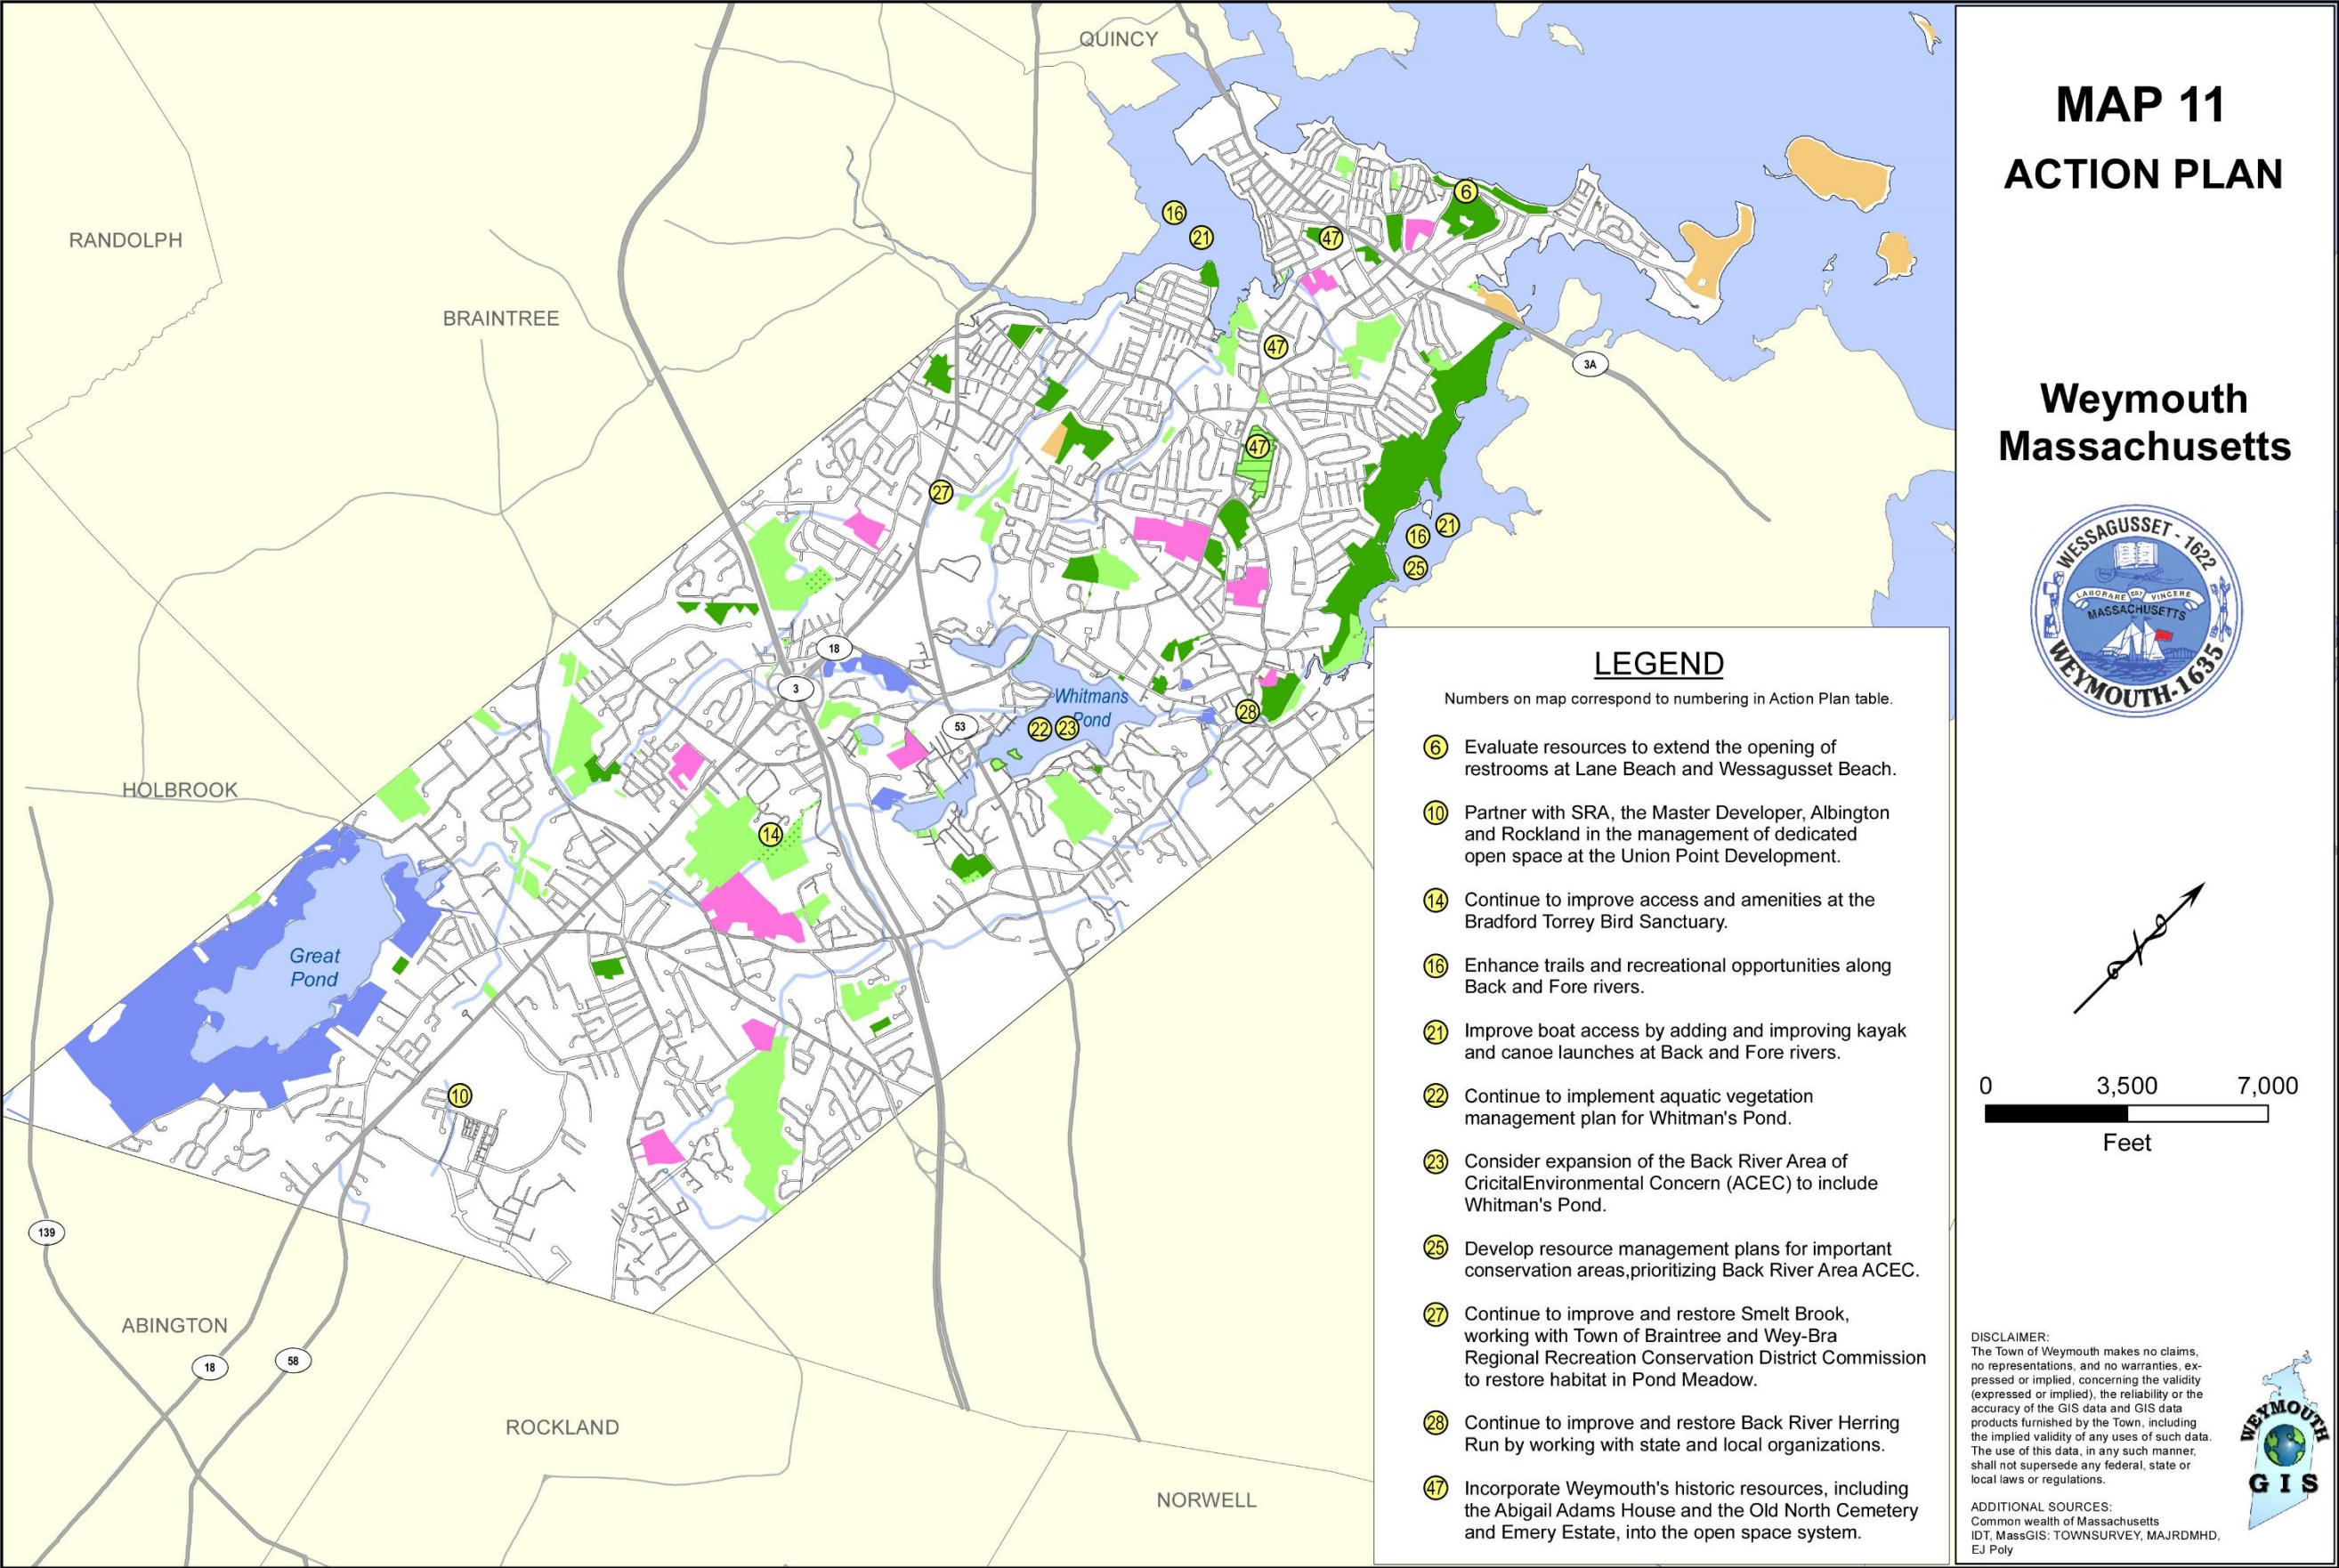 QUINCY
RANDOLPH
BRAINTREE
HOLBROOK
ABINGTON
ROCKLAND
NORWELL
16
21
6
47
47
47
3A
27
16
21
25
18
3
53
Whitmans
Pond
22
23
28
14
Great
Pond
10
139
18
58
LEGEND
Numbers on map correspond to numbering in Action Plan table.
6 Evaluate resources to extend the opening of
restrooms at Lane Beach and Wessagusset Beach.
10 Partner with SRA, the Master Developer, Albington
and Rockland in the management of dedicated
open space at the Union Point Development.
14 Continue to improve access and amenities at the
Bradford Torrey Bird Sanctuary.
16 Enhance trails and recreational opportunities along
Back and Fore rivers.
21 Improve boat access by adding and improving kayak
and canoe launches at Back and Fore rivers.
22 Continue to implement aquatic vegetation
management plan for Whitman's Pond.
23 Consider expansion of the Back River Area of
CricitalEnvironmental Concern (ACEC) to include
Whitman's Pond.
25 Develop resource management plans for important
conservation areas,prioritizing Back River Area ACEC.
27 Continue to improve and restore Smelt Brook,
working with Town of Braintree and Wey-Bra
Regional Recreation Conservation District Commission
to restore habitat in Pond Meadow.
28 Continue to improve and restore Back River Herring
Run by working with state and local organizations.
47 Incorporate Weymouth's historic resources, including
the Abigail Adams House and the Old North Cemetery
and Emery Estate, into the open space system.
MAP 11
ACTION PLAN
Weymouth
Massachusetts
WESSAGUSSET - 1622
LABORARE EST VINCERE
MASSACHUSETTS
WEYMOUTH-1635
N
0 3,500 7,000
Feet
DISCLAIMER:
The Town of Weymouth makes no claims,
no representations, and no warranties, ex-
pressed or implied, concerning the validity
(expressed or implied), the reliability or the
accuracy of the GIS data and GIS data
products furnished by the Town, including
the implied validity of any uses of such data.
The use of this data, in any such manner,
shall not supersede any federal, state or
local laws or regulations.
ADDITIONAL SOURCES:
Common wealth of Massachusetts
IDT, MassGIS: TOWNSURVEY, MAJRDMHD,
EJ Poly
WEYMOUTH
GIS